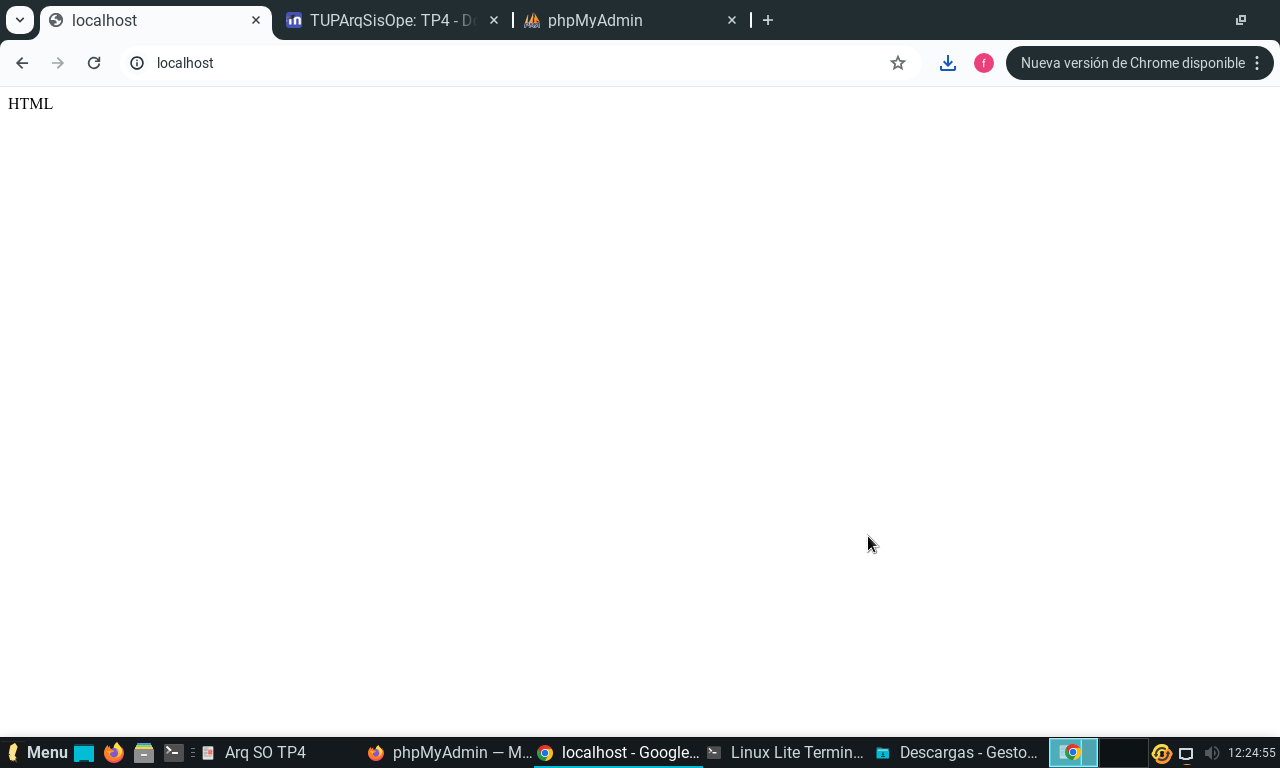 localhost
TUPArqSisOpe: TP4 - D
phpMyAdmin
localhost
f
Nueva versión de Chrome disponible
HTML
Menu
Arq SO TP4
phpMyAdmin — M...
localhost - Google...
Linux Lite Termin...
Descargas - Gesto...
12:24:55